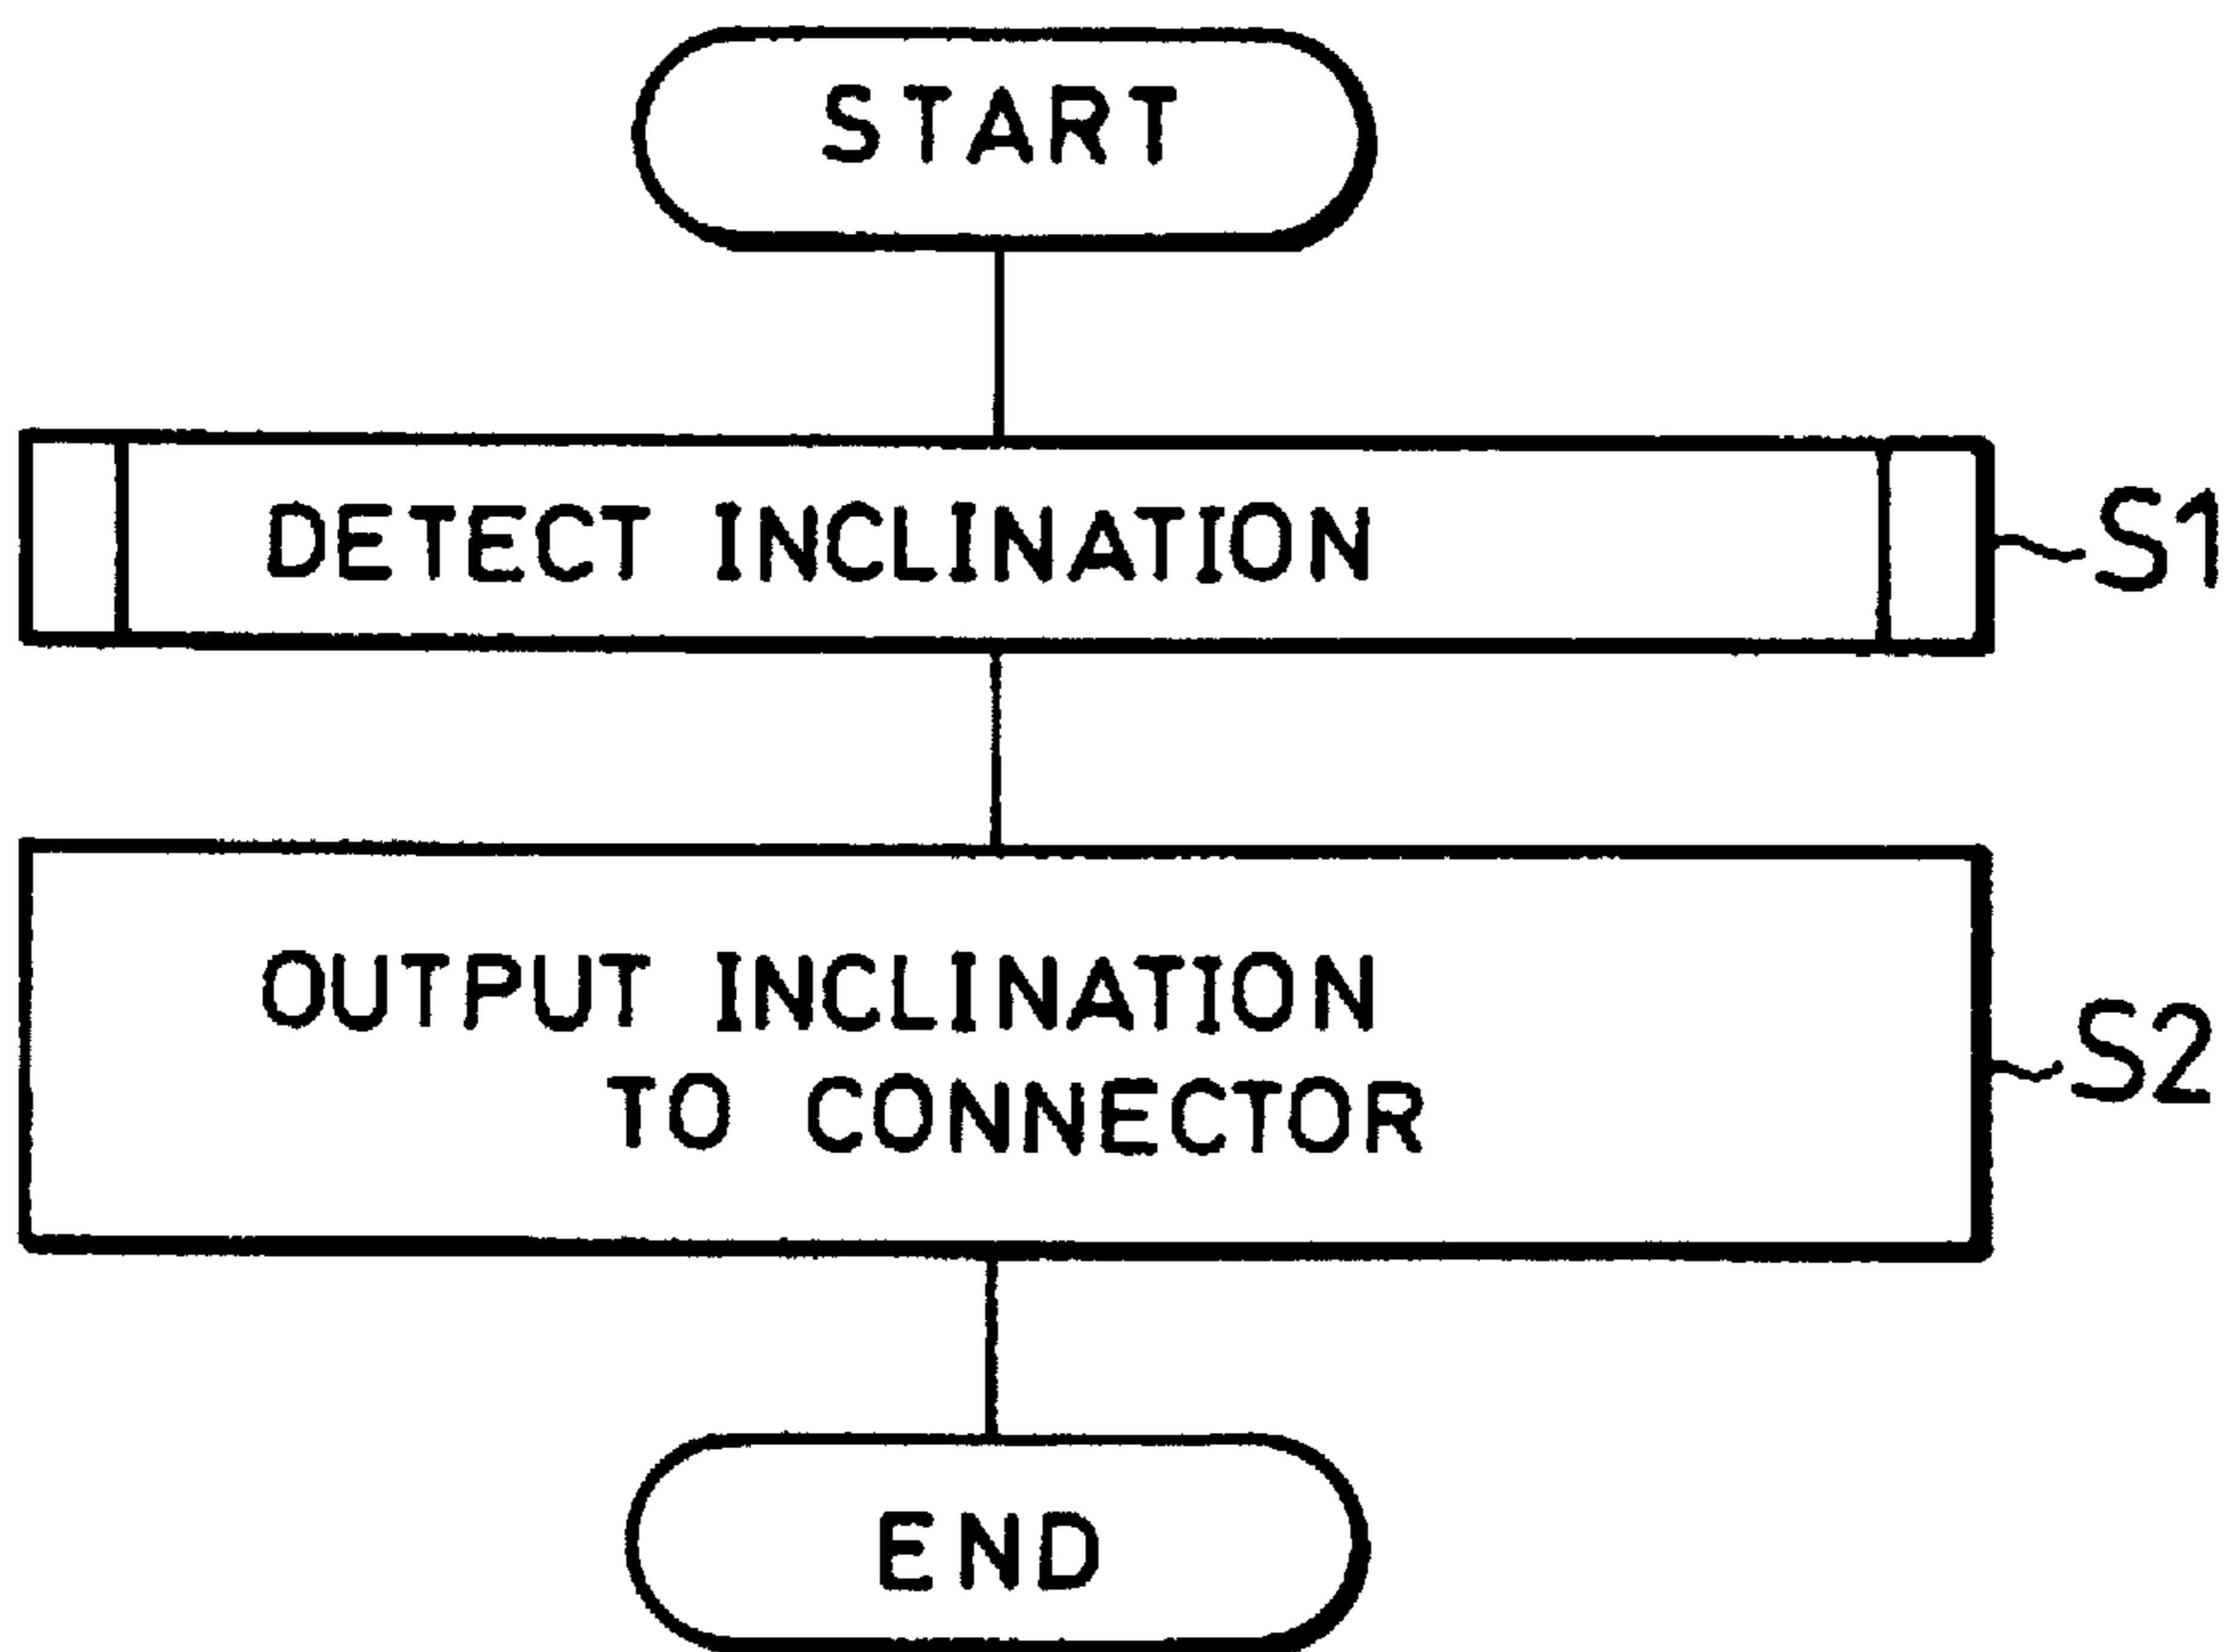 START
DETECT INCLINATION
S1
OUTPUT INCLINATION
TO CONNECTOR
S2
END